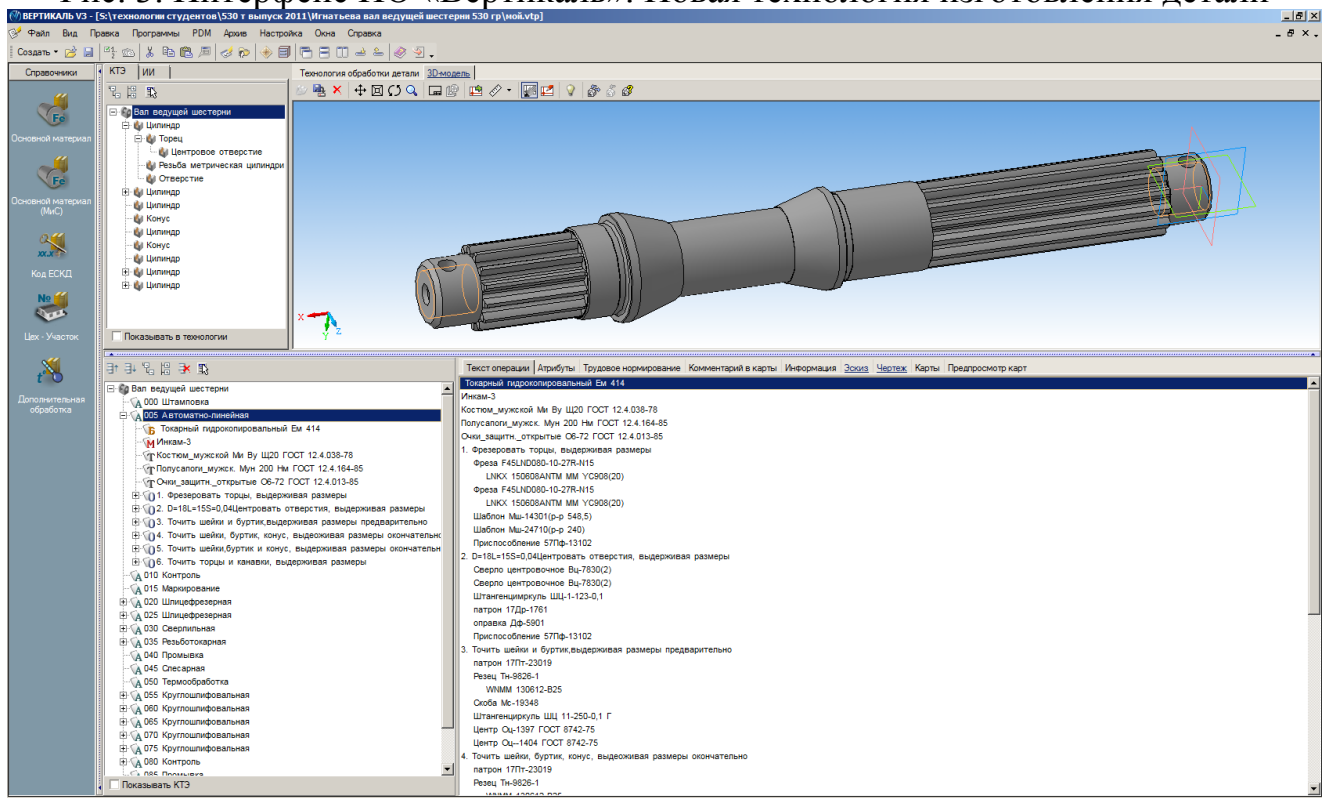 Рис. 3. Интерфейс ПО «Вертикаль». Новая технология изготовления детали
ВЕРТИКАЛЬ V3 - [S:\технологии студентов\530 т выпуск 2011\Игнатьева вал ведущей шестерни 530 гр\мой.vtp]
Файл Вид Правка Программы PDM Архив Настройка Окна Справка
Создать
Справочники
КТЭ ИИ
Технология обработки детали 3D-модель
Основной материал
Основной материал (МиС)
Код ЕСКД
Цех - Участок
Дополнительная обработка
Вал ведущей шестерни
Цилиндр
Торец
Центровое отверстие
Резьба метрическая цилиндри
Отверстие
Цилиндр
Цилиндр
Конус
Цилиндр
Конус
Цилиндр
Цилиндр
Цилиндр
Показывать в технологии
X
Y
Z
Вал ведущей шестерни
000 Штамповка
005 Автоматно-линейная
Токарный гидрокопировальный Ем 414
Инкам-3
Костюм_мужской Ми Ву Щ20 ГОСТ 12.4.038-78
Полусапоги_мужск. Мун 200 Нм ГОСТ 12.4.164-85
Очки_защитн._открытые О6-72 ГОСТ 12.4.013-85
1. Фрезеровать торцы, выдерживая размеры
2. D=18L=15S=0,04Центровать отверстия, выдерживая размеры
3. Точить шейки и буртик,выдерживая размеры предварительно
4. Точить шейки, буртик, конус, выдеоживая размеры окончательнс
5. Точить шейки,буртик и конус, выдерживая размеры окончательн
6. Точить торцы и канавки, выдерживая размеры
010 Контроль
015 Маркирование
020 Шлицефрезерная
025 Шлицефрезерная
030 Сверлильная
035 Резьботокарная
040 Промывка
045 Слесарная
050 Термообработка
055 Круглошлифовальная
060 Круглошлифовальная
065 Круглошлифовальная
070 Круглошлифовальная
075 Круглошлифовальная
080 Контроль
085 Промывка
Показывать КТЭ
Текст операции Атрибуты Трудовое нормирование Комментарий в карты Информация Эскиз Чертеж Карты Предпросмотр карт
Токарный гидрокопировальный Ем 414
Инкам-3
Костюм_мужской Ми Ву Щ20 ГОСТ 12.4.038-78
Полусапоги_мужск. Мун 200 Нм ГОСТ 12.4.164-85
Очки_защитн._открытые О6-72 ГОСТ 12.4.013-85
1. Фрезеровать торцы, выдерживая размеры
Фреза F45LND080-10-27R-N15
LNKX 150608ANTM MM YC908(20)
Фреза F45LND080-10-27R-N15
LNKX 150608ANTM MM YC908(20)
Шаблон Мш-14301(р-р 548,5)
Шаблон Мш-24710(р-р 240)
Приспособление 57Пф-13102
2. D=18L=15S=0,04Центровать отверстия, выдерживая размеры
Сверло центровочное Вц-7830(2)
Сверло центровочное Вц-7830(2)
Штангенцимркуль ШЦ-1-123-0,1
патрон 17Др-1761
оправка Дф-5901
Приспособление 57Пф-13102
3. Точить шейки и буртик,выдерживая размеры предварительно
патрон 17Пт-23019
Резец Тн-9826-1
WNMM 130612-B25
Скоба Мс-19348
Штангенциркуль ШЦ 11-250-0,1 Г
Центр Оц-1397 ГОСТ 8742-75
Центр Оц--1404 ГОСТ 8742-75
4. Точить шейки, буртик, конус, выдеоживая размеры окончательно
патрон 17Пт-23019
Резец Тн-9826-1
WNMM 130612-B25